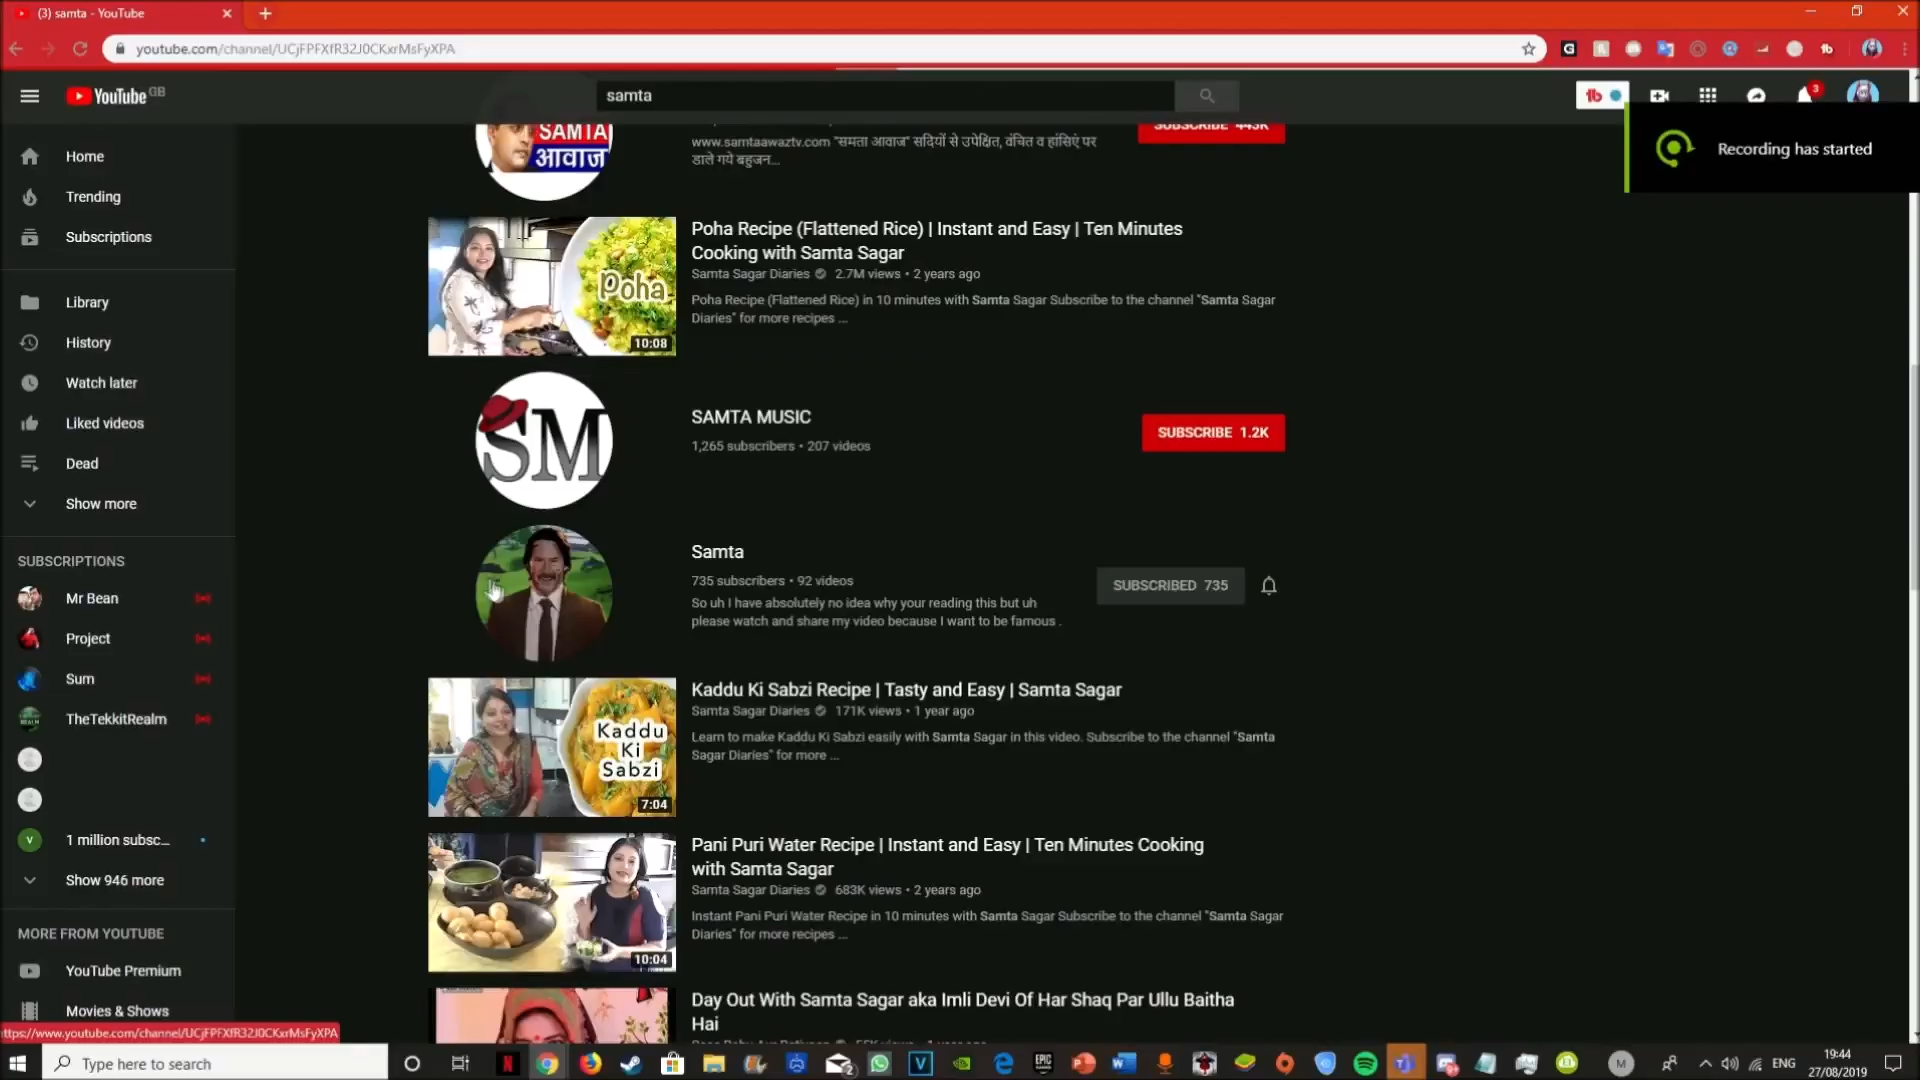 (3) samta - YouTube
youtube.com/channel/UCjFPFXfR32J0CKxrMsFyXPA
YouTube GB
samta
3
Recording has started
Home
Trending
Subscriptions
Library
History
Watch later
Liked videos
Dead
Show more
SUBSCRIPTIONS
Mr Bean
Project
Sum
TheTekkitRealm
V
1 million subsc...
Show 946 more
MORE FROM YOUTUBE
YouTube Premium
Movies & Shows
SAMTA
आवाज
www.samtaawaztv.com "समता आवाज" सदियों से उपेक्षित, वंचित व हांसिए पर
डाले गये बहुजन...
SUBSCRIBE 443K
Poha
10:08
Poha Recipe (Flattened Rice) | Instant and Easy | Ten Minutes
Cooking with Samta Sagar
Samta Sagar Diaries 2.7M views • 2 years ago
Poha Recipe (Flattened Rice) in 10 minutes with Samta Sagar Subscribe to the channel "Samta Sagar
Diaries" for more recipes ...
SM
SAMTA MUSIC
1,265 subscribers • 207 videos
SUBSCRIBE 1.2K
Samta
735 subscribers • 92 videos
So uh I have absolutely no idea why your reading this but uh
please watch and share my video because I want to be famous .
SUBSCRIBED 735
Kaddu
Ki
Sabzi
7:04
Kaddu Ki Sabzi Recipe | Tasty and Easy | Samta Sagar
Samta Sagar Diaries 171K views • 1 year ago
Learn to make Kaddu Ki Sabzi easily with Samta Sagar in this video. Subscribe to the channel "Samta
Sagar Diaries" for more ...
10:04
Pani Puri Water Recipe | Instant and Easy | Ten Minutes Cooking
with Samta Sagar
Samta Sagar Diaries 683K views • 2 years ago
Instant Pani Puri Water Recipe in 10 minutes with Samta Sagar Subscribe to the channel "Samta Sagar
Diaries" for more recipes ...
Day Out With Samta Sagar aka Imli Devi Of Har Shaq Par Ullu Baitha
Hai
ttps://www.youtube.com/channel/UCjFPFXfR32J0CKxrMsFyXPA
Type here to search
ENG
19:44
27/08/2019